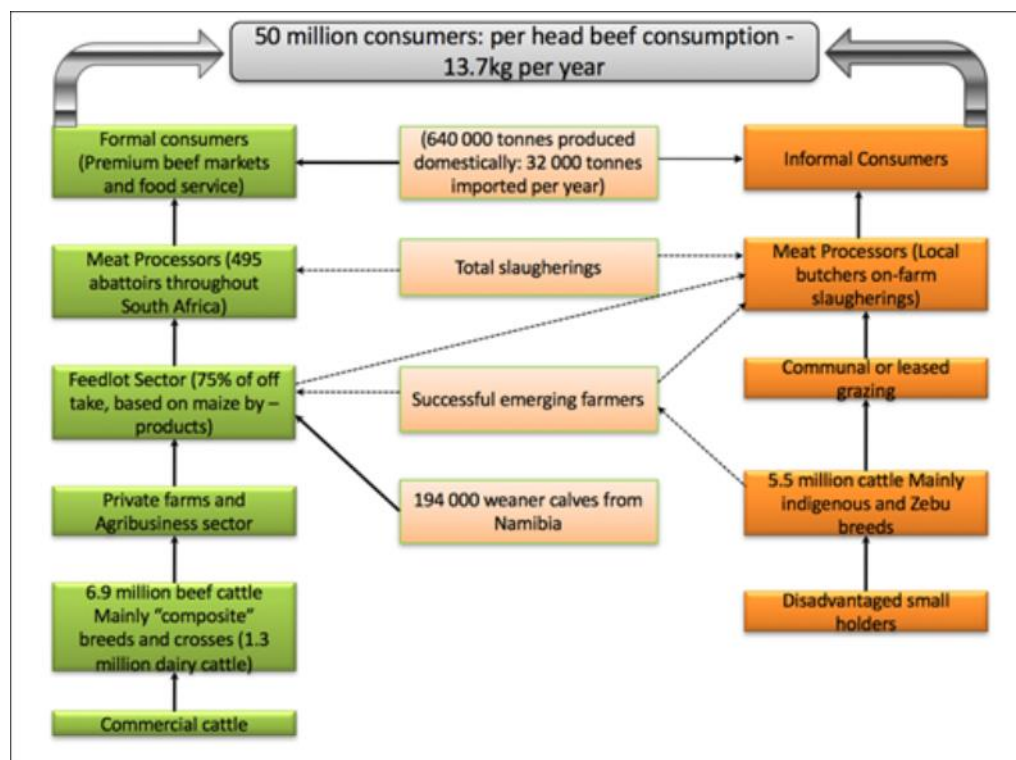 50 million consumers: per head beef consumption -
13.7kg per year
Formal consumers
(Premium beef markets
and food service)
(640 000 tonnes produced
domestically: 32 000 tonnes
imported per year)
Informal Consumers
Meat Processors (495
abattoirs throughout
South Africa)
Total slaugherings
Meat Processors (Local
butchers on-farm
slaugherings)
Feedlot Sector (75% of off
take, based on maize by –
products)
Successful emerging farmers
Communal or leased
grazing
Private farms and
Agribusiness sector
194 000 weaner calves from
Namibia
5.5 million cattle Mainly
indigenous and Zebu
breeds
6.9 million beef cattle
Mainly “composite”
breeds and crosses (1.3
million dairy cattle)
Disadvantaged small
holders
Commercial cattle